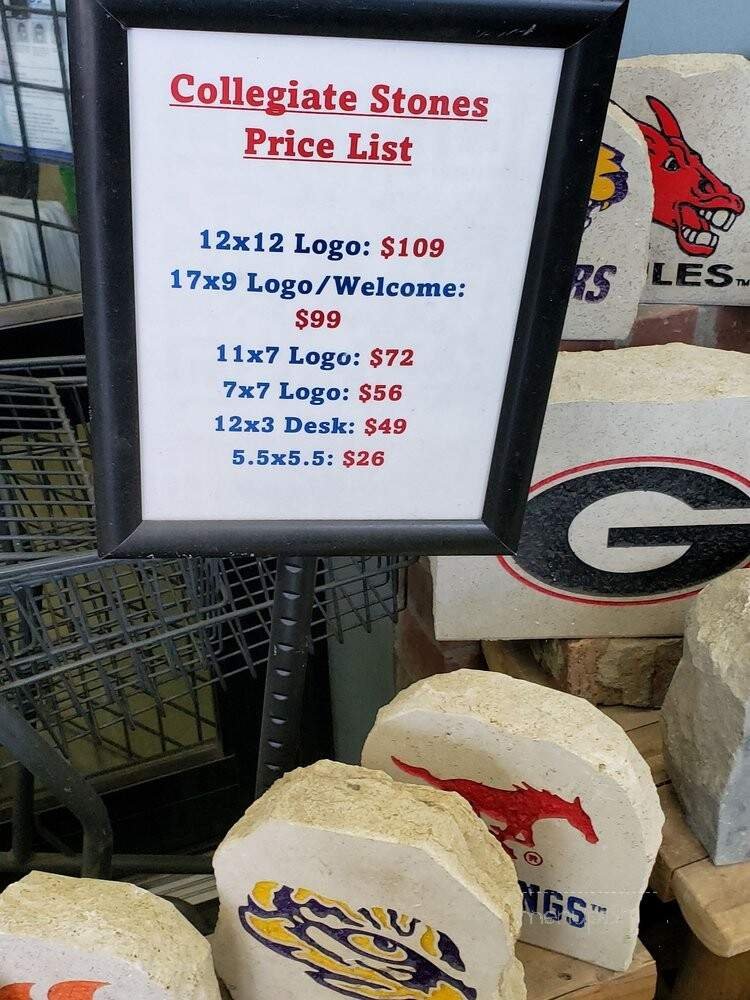 Collegiate Stones
Price List
12x12 Logo: $109
17x9 Logo/Welcome:
$99
11x7 Logo: $72
7x7 Logo: $56
12x3 Desk: $49
5.5x5.5: $26
RS
LES™
G
®
NGS™